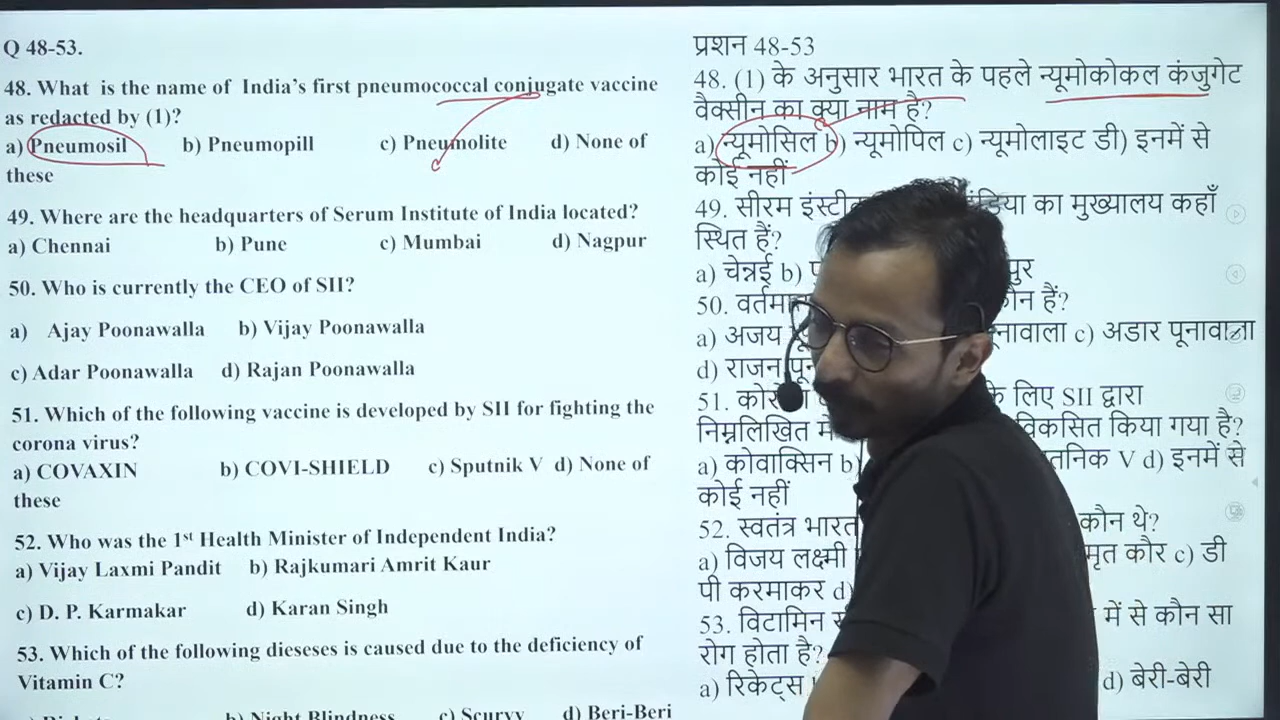 Q 48-53.
48. What is the name of India's first pneumococcal conjugate vaccine
as redacted by (1)?
a) Pneumosil b) Pneumopill c) Pneumolite d) None of
these
49. Where are the headquarters of Serum Institute of India located?
a) Chennai b) Pune c) Mumbai d) Nagpur
50. Who is currently the CEO of SII?
a) Ajay Poonawalla b) Vijay Poonawalla
c) Adar Poonawalla d) Rajan Poonawalla
51. Which of the following vaccine is developed by SII for fighting the
corona virus?
a) COVAXIN b) COVI-SHIELD c) Sputnik V d) None of
these
52. Who was the 1st Health Minister of Independent India?
a) Vijay Laxmi Pandit b) Rajkumari Amrit Kaur
c) D. P. Karmakar d) Karan Singh
53. Which of the following dieseses is caused due to the deficiency of
Vitamin C?
b) Night Blindness c) Scurvy d) Beri-Beri
प्रशन 48-53
48. (1) के अनुसार भारत के पहले न्यूमोकोकल कंजुगेट
वैक्सीन का क्या नाम है?
a) न्यूमोसिल b) न्यूमोपिल c) न्यूमोलाइट डी) इनमें से
कोई नहीं
49. सीरम का मुख्यालय कहाँ
स्थित हैं?
a) चेन्नई b)
50. हैं?
a) अजय c) अडार पूनावाला
d) राजन
51. के लिए SII द्वारा
निम्नलिखित विकसित किया गया है?
a) कोवाक्सिन b) V d) इनमें से
कोई नहीं
52. स्वतंत्र भारत कौन थे?
a) विजय लक्ष्मी कौर c) डी
पी करमाकर d)
53. विटामिन में से कौन सा
रोग होता है?
a) रिकेट्स d) बेरी-बेरी